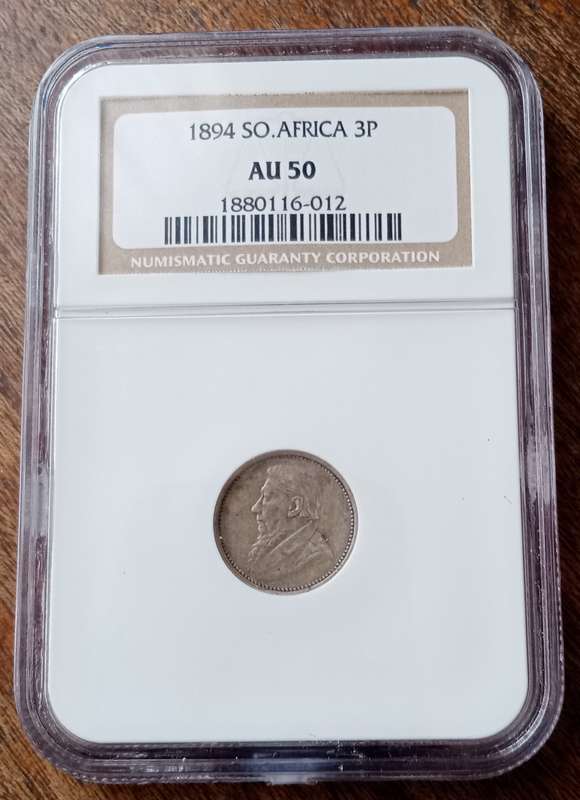 1894 SO.AFRICA 3P
AU 50
1880116-012
NUMISMATIC GUARANTY CORPORATION